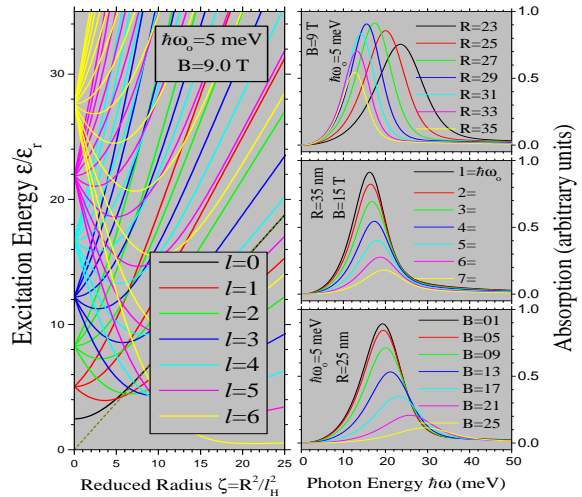 Excitation Energy ε/ε_r
30
20
10
0
ħω_o=5 meV
B=9.0 T
l=0
l=1
l=2
l=3
l=4
l=5
l=6
0 5 10 15 20 25
Reduced Radius ζ=R²/l²_H
B=9 T
ħω_o=5 meV
R=23
R=25
R=27
R=29
R=31
R=33
R=35
1.0
0.5
0.0
R=35 nm
B=15 T
1=ħω_o
2=
3=
4=
5=
6=
7=
1.0
0.5
0.0
ħω_o=5 meV
R=25 nm
B=01
B=05
B=09
B=13
B=17
B=21
B=25
1.0
0.5
0.0
0 10 20 30 40 50
Photon Energy ħω (meV)
Absorption (arbitrary units)